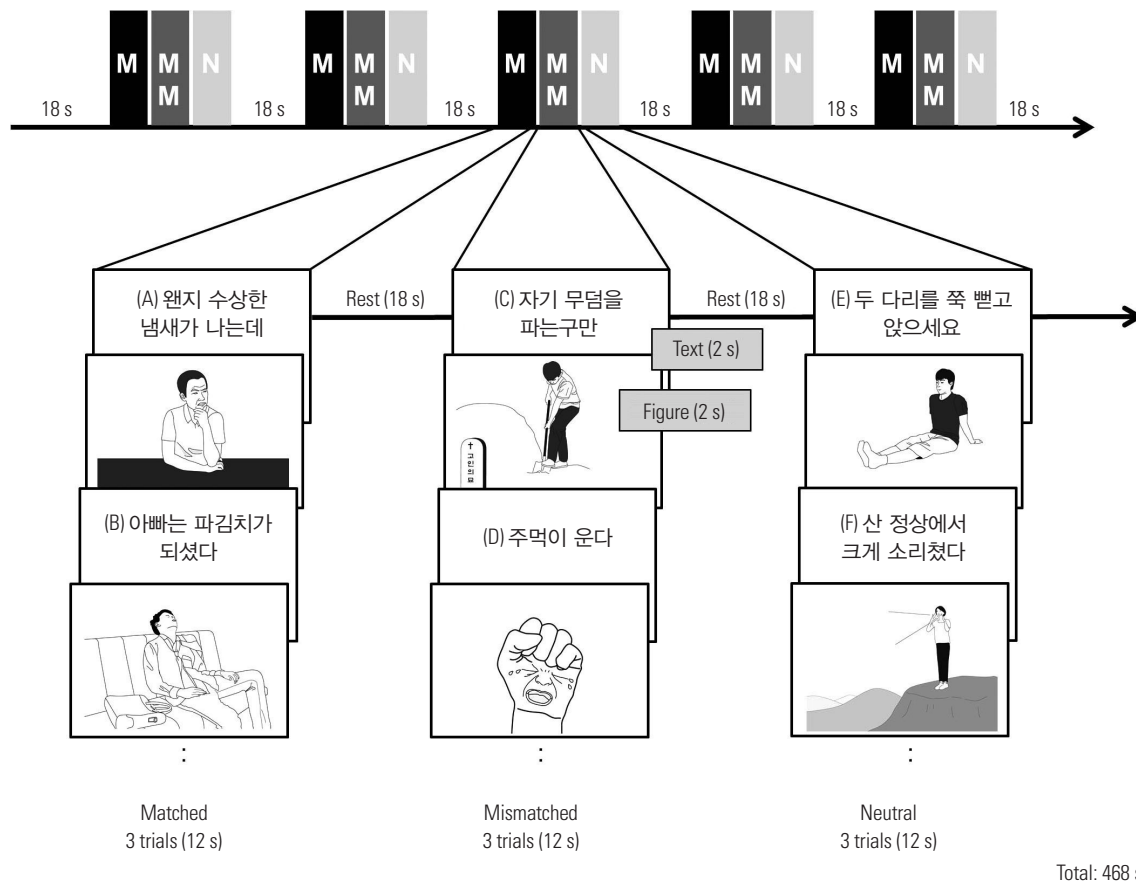 M M N M M N M M N M M N M M N
M M M M M
18 s 18 s 18 s 18 s 18 s 18 s
(A) 왠지 수상한
냄새가 나는데
Rest (18 s)
(C) 자기 무덤을
파는구만
Rest (18 s)
(E) 두 다리를 쭉 뻗고
앉으세요
Text (2 s)
Figure (2 s)
고인의묘
(B) 아빠는 파김치가
되셨다
(D) 주먹이 운다
(F) 산 정상에서
크게 소리쳤다
Matched
3 trials (12 s)
Mismatched
3 trials (12 s)
Neutral
3 trials (12 s)
Total: 468 s